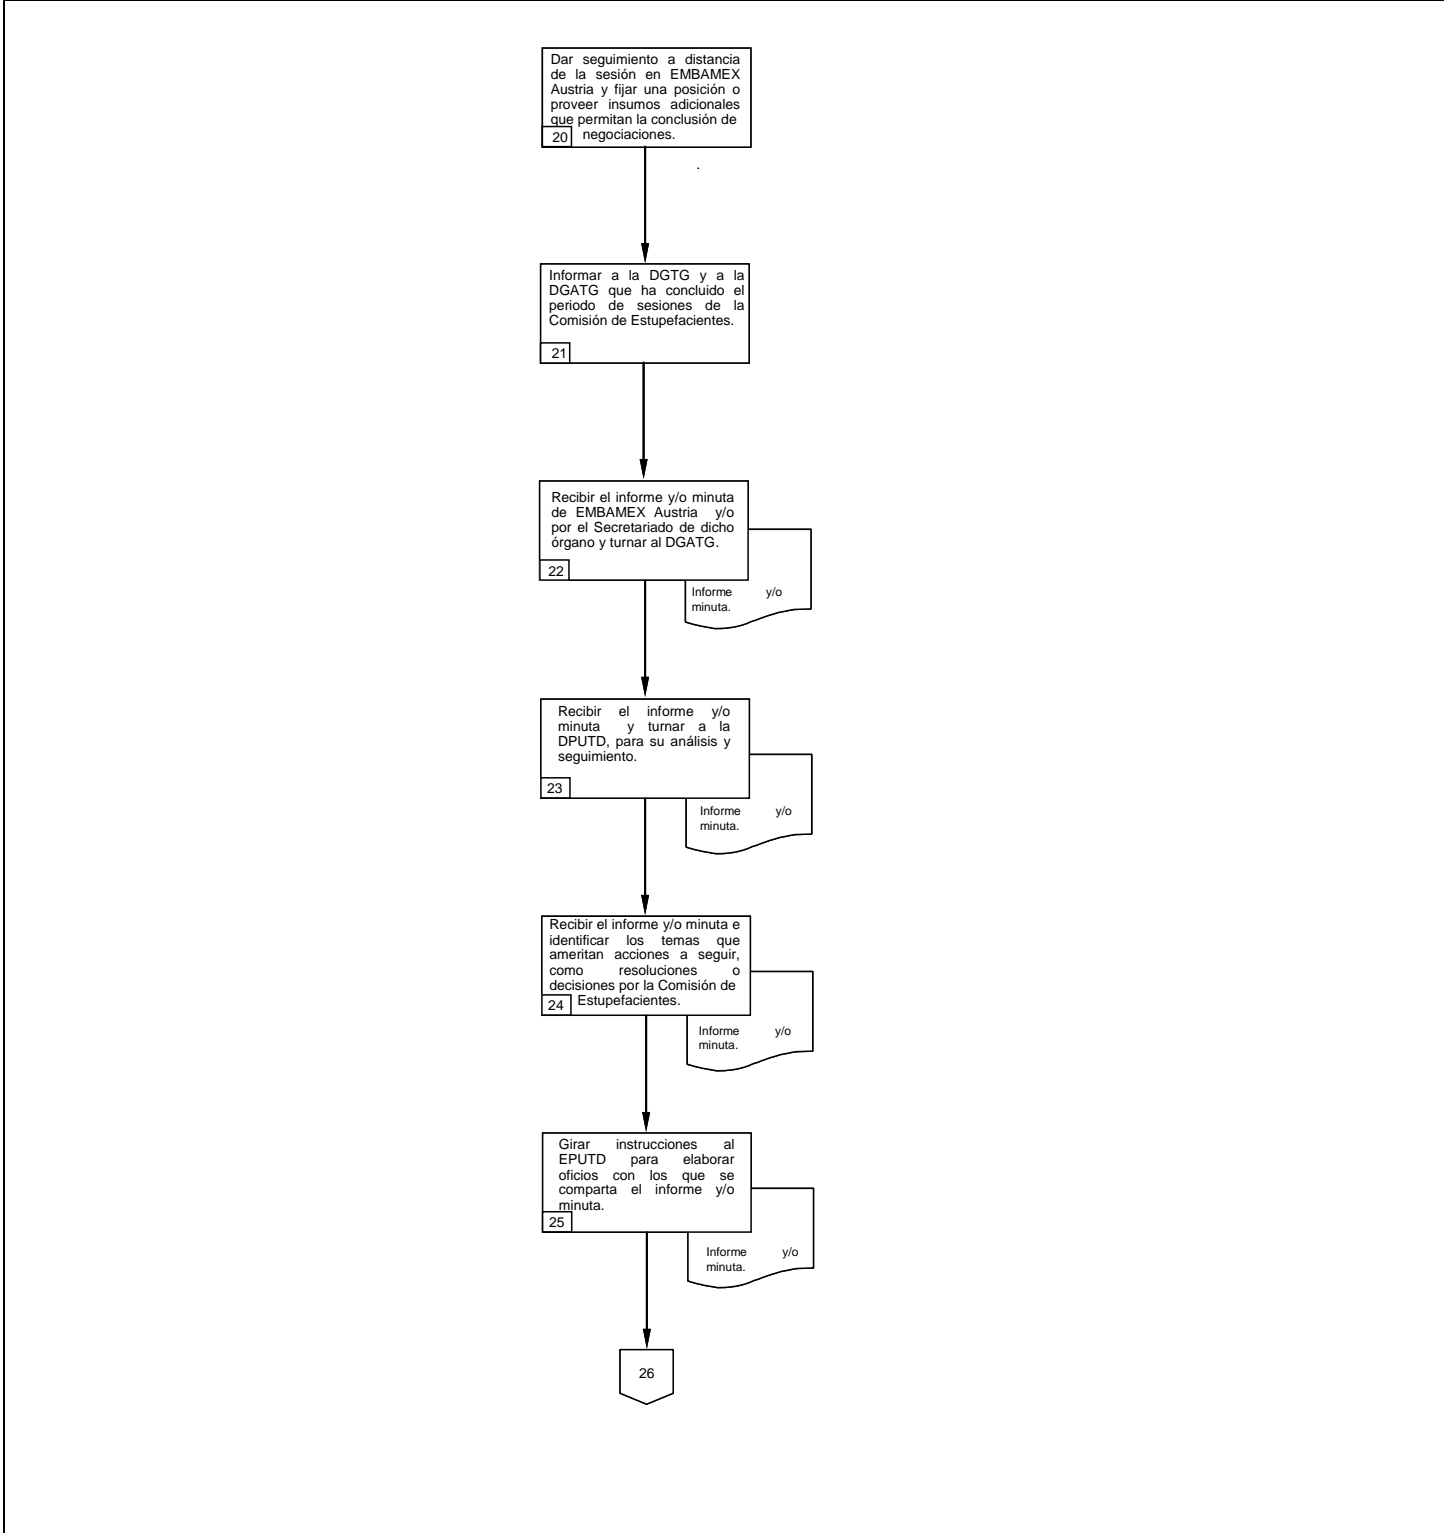 Dar seguimiento a distancia
de la sesión en EMBAMEX
Austria y fijar una posición o
proveer insumos adicionales
que permitan la conclusión de
negociaciones.
20
Informar a la DGTG y a la
DGATG que ha concluido el
periodo de sesiones de la
Comisión de Estupefacientes.
21
Recibir el informe y/o minuta
de EMBAMEX Austria y/o
por el Secretariado de dicho
órgano y turnar al DGATG.
22
Informe y/o
minuta.
Recibir el informe y/o
minuta y turnar a la
DPUTD, para su análisis y
seguimiento.
23
Informe y/o
minuta.
Recibir el informe y/o minuta e
identificar los temas que
ameritan acciones a seguir,
como resoluciones o
decisiones por la Comisión de
Estupefacientes.
24
Informe y/o
minuta.
Girar instrucciones al
EPUTD para elaborar
oficios con los que se
comparta el informe y/o
minuta.
25
Informe y/o
minuta.
26